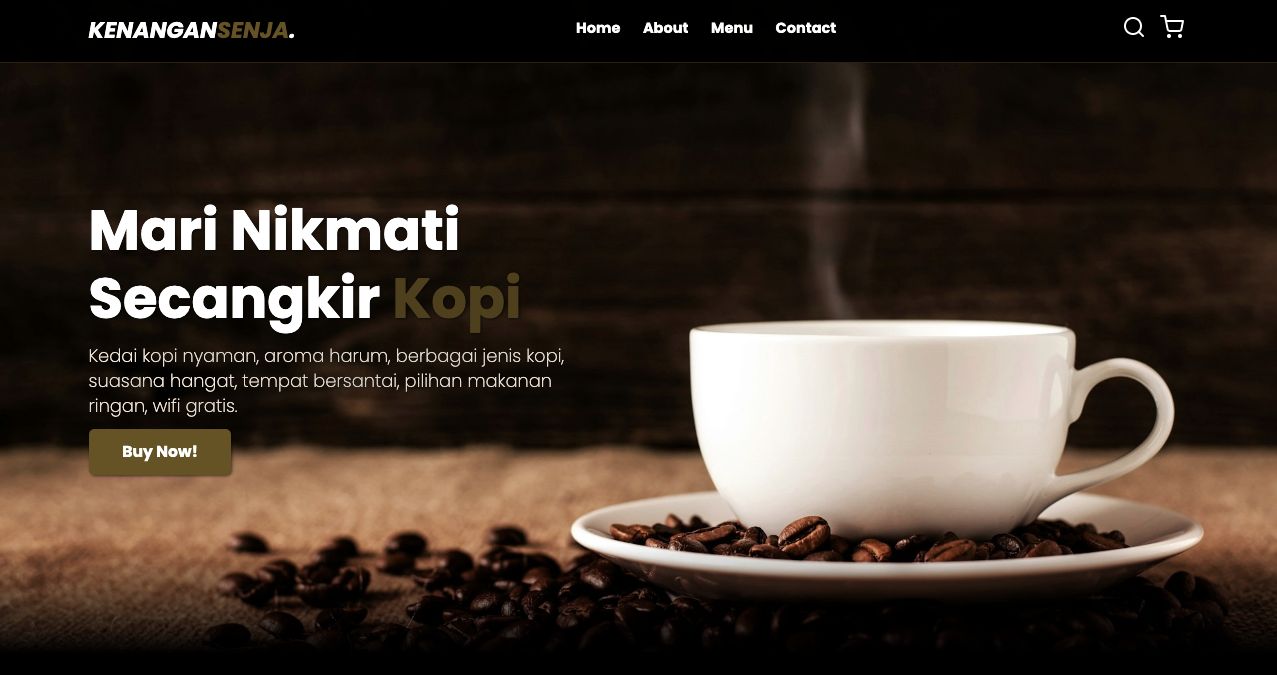 KENANGANSENJA.
Home About Menu Contact
Mari Nikmati
Secangkir Kopi
Kedai kopi nyaman, aroma harum, berbagai jenis kopi,
suasana hangat, tempat bersantai, pilihan makanan
ringan, wifi gratis.
Buy Now!